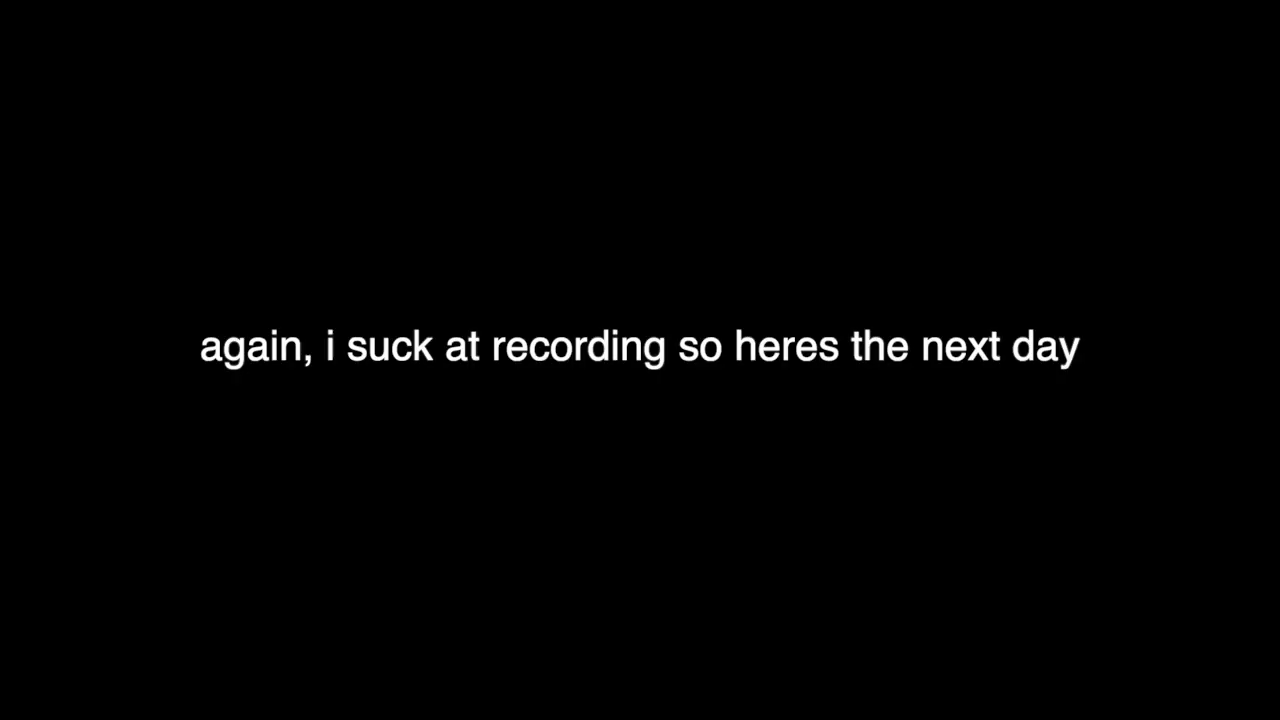 again, i suck at recording so heres the next day